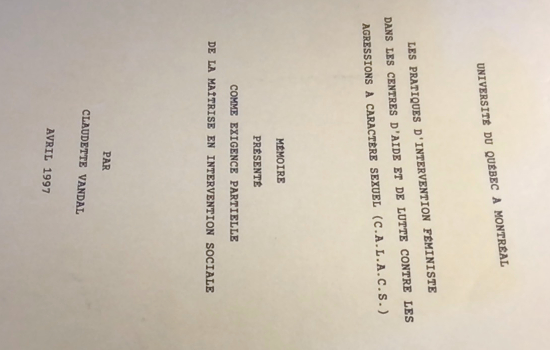 UNIVERSITÉ DU QUÉBEC A MONTRÉAL
LES PRATIQUES D'INTERVENTION FÉMINISTE
DANS LES CENTRES D'AIDE ET DE LUTTE CONTRE LES
AGRESSIONS A CARACTÈRE SEXUEL (C.A.L.A.C.S.)
MÉMOIRE
PRÉSENTÉ
COMME EXIGENCE PARTIELLE
DE LA MAÎTRISE EN INTERVENTION SOCIALE
PAR
CLAUDETTE VANDAL
AVRIL 1997